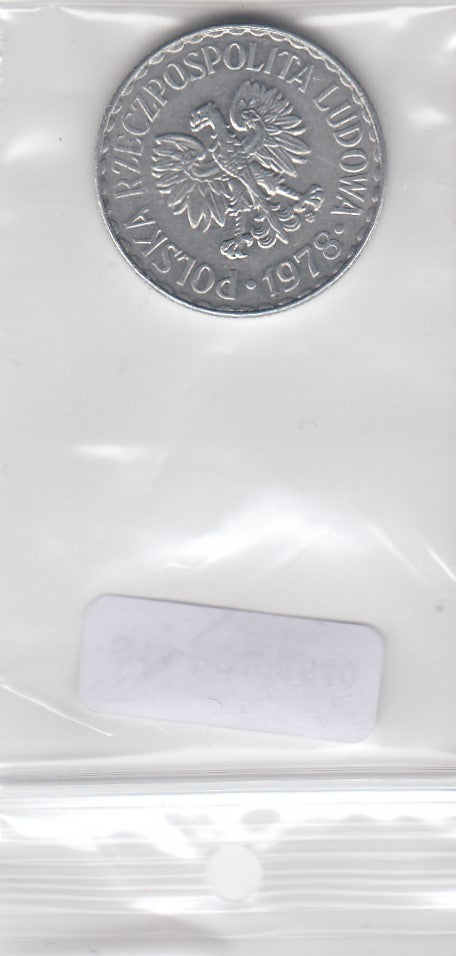 POLSKA RZECZPOSPOLITA LUDOWA
· 1978 ·